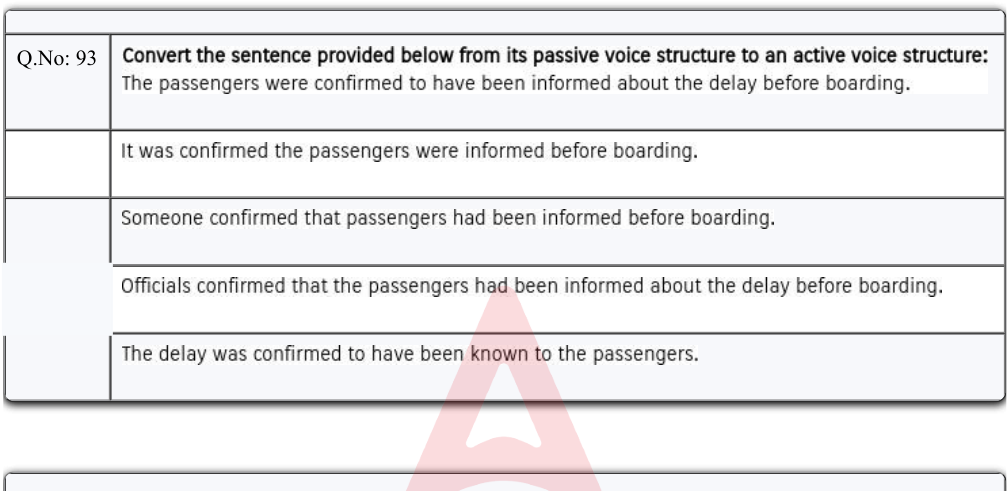 Q.No: 93
Convert the sentence provided below from its passive voice structure to an active voice structure:
The passengers were confirmed to have been informed about the delay before boarding.
It was confirmed the passengers were informed before boarding.
Someone confirmed that passengers had been informed before boarding.
Officials confirmed that the passengers had been informed about the delay before boarding.
The delay was confirmed to have been known to the passengers.